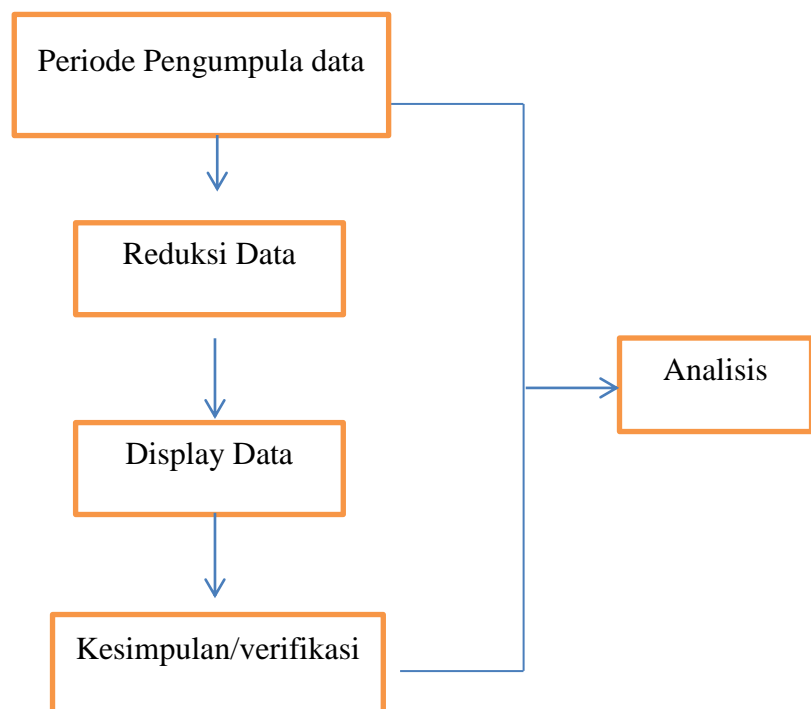 Periode Pengumpula data
Reduksi Data
Analisis
Display Data
Kesimpulan/verifikasi